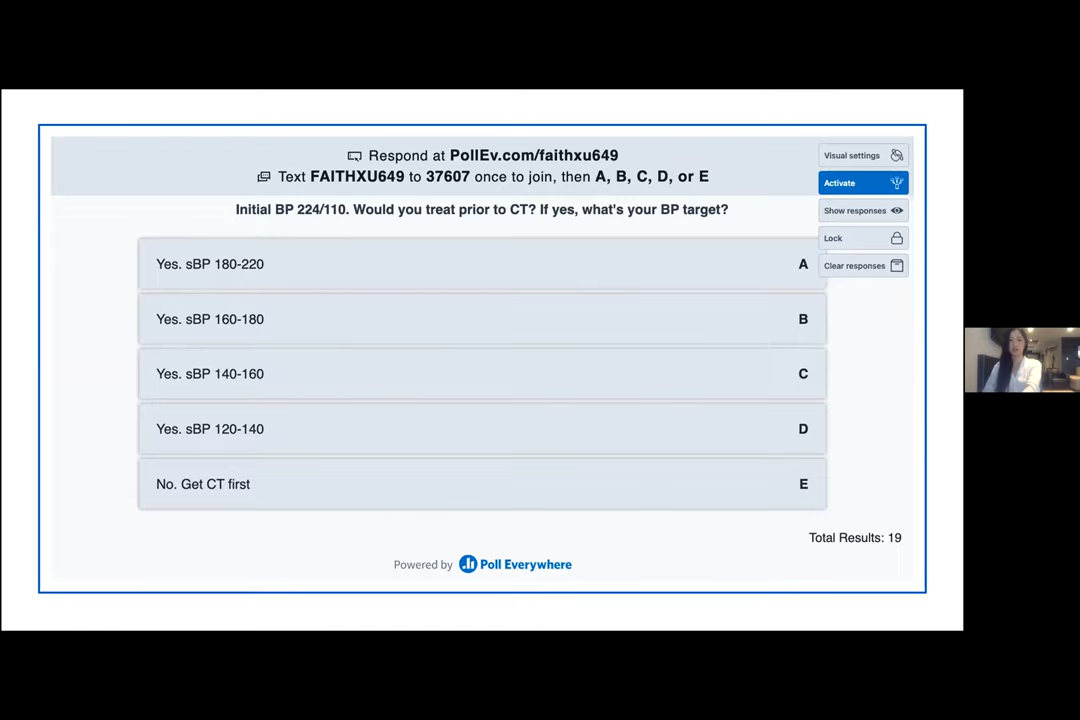 Respond at PollEv.com/faithxu649
Text FAITHXU649 to 37607 once to join, then A, B, C, D, or E
Visual settings
Activate
Show responses
Lock
Clear responses
Initial BP 224/110. Would you treat prior to CT? If yes, what's your BP target?
Yes. sBP 180-220 A
Yes. sBP 160-180 B
Yes. sBP 140-160 C
Yes. sBP 120-140 D
No. Get CT first E
Total Results: 19
Powered by Poll Everywhere